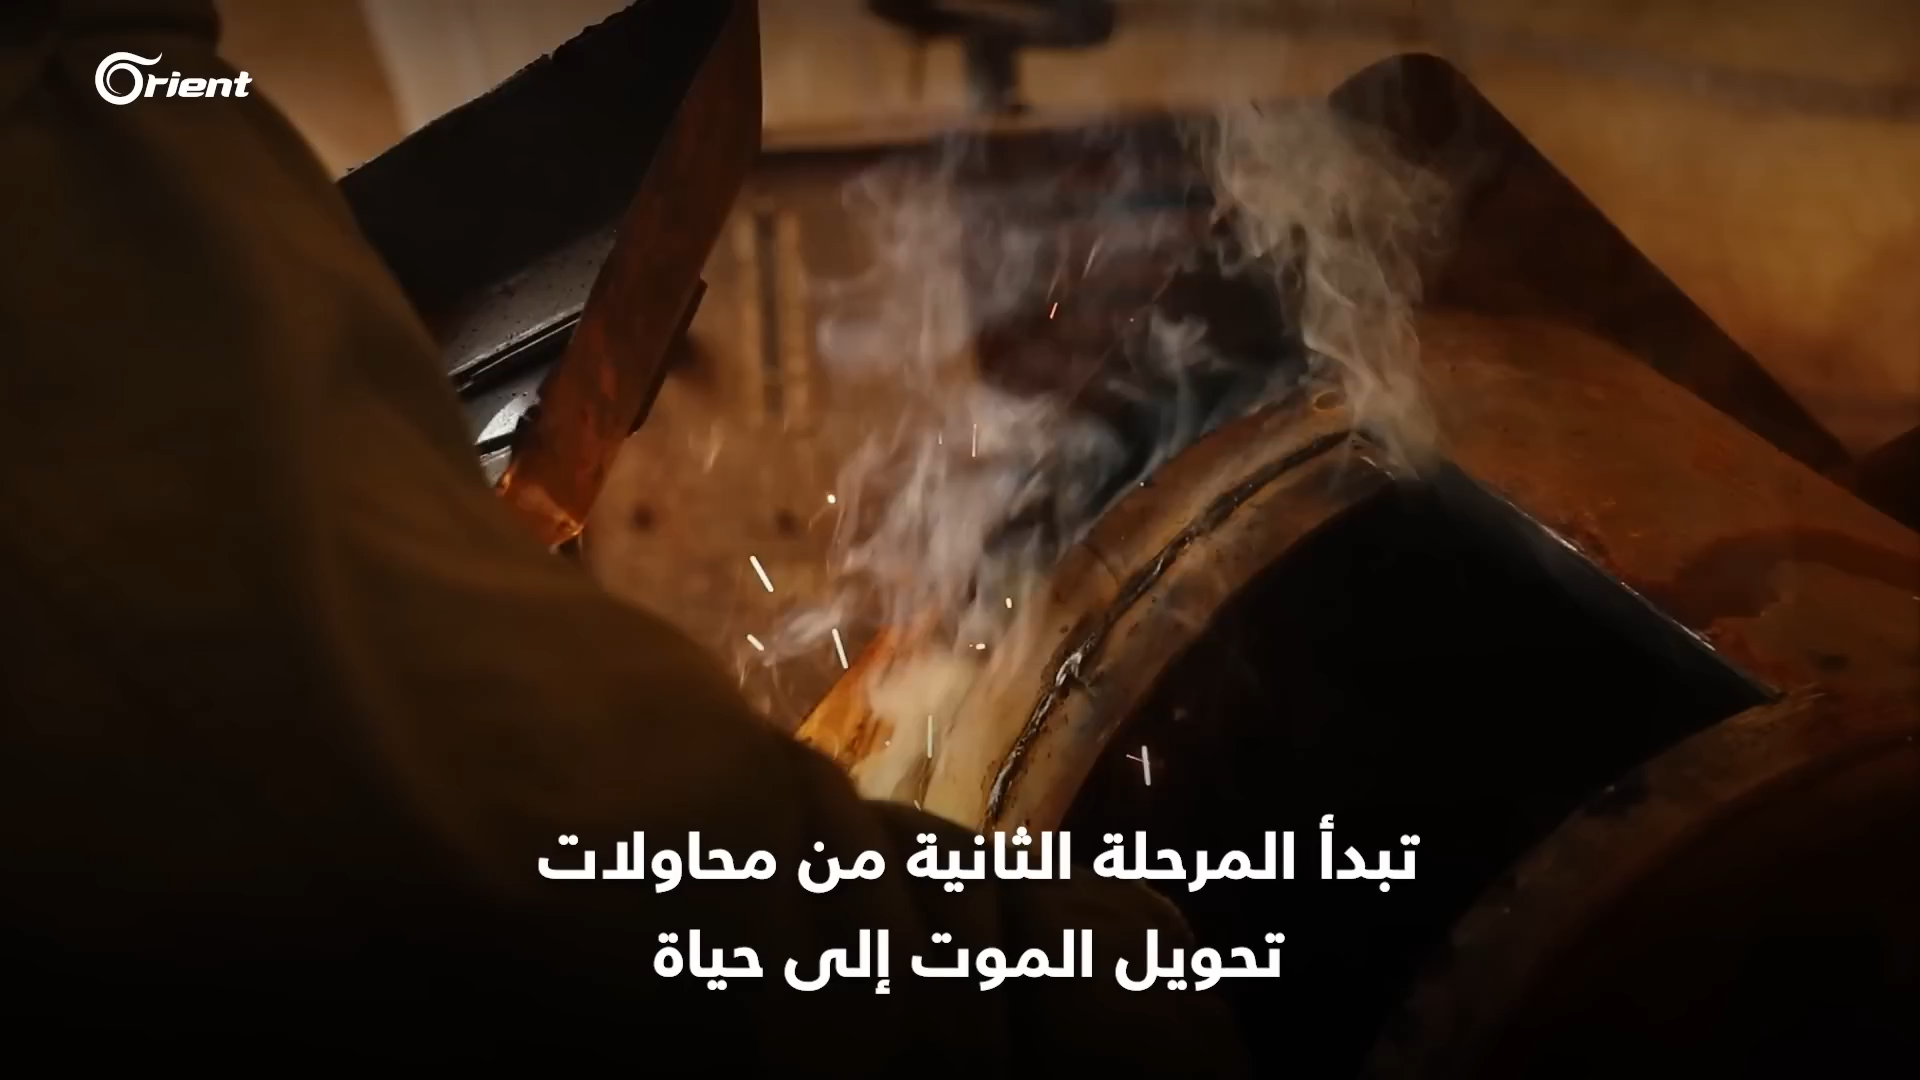 Orient
تبدأ المرحلة الثانية من محاولات
تحويل الموت إلى حياة